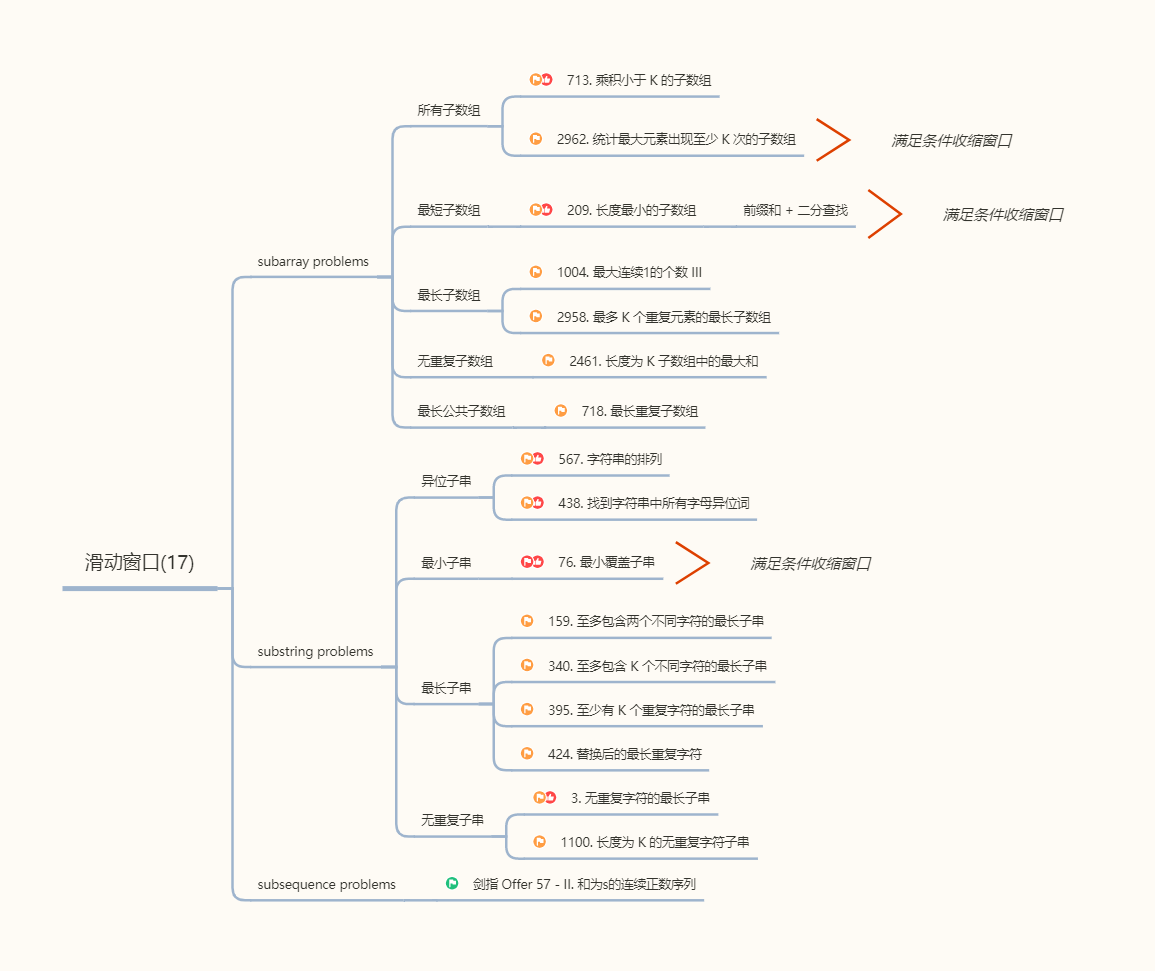 滑动窗口(17)
subarray problems
所有子数组
713. 乘积小于 K 的子数组
2962. 统计最大元素出现至少 K 次的子数组
满足条件收缩窗口
最短子数组
209. 长度最小的子数组
前缀和 + 二分查找
满足条件收缩窗口
最长子数组
1004. 最大连续1的个数 III
2958. 最多 K 个重复元素的最长子数组
无重复子数组
2461. 长度为 K 子数组中的最大和
最长公共子数组
718. 最长重复子数组
substring problems
异位子串
567. 字符串的排列
438. 找到字符串中所有字母异位词
最小子串
76. 最小覆盖子串
满足条件收缩窗口
最长子串
159. 至多包含两个不同字符的最长子串
340. 至多包含 K 个不同字符的最长子串
395. 至少有 K 个重复字符的最长子串
424. 替换后的最长重复字符
无重复子串
3. 无重复字符的最长子串
1100. 长度为 K 的无重复字符子串
subsequence problems
剑指 Offer 57 - II. 和为s的连续正数序列